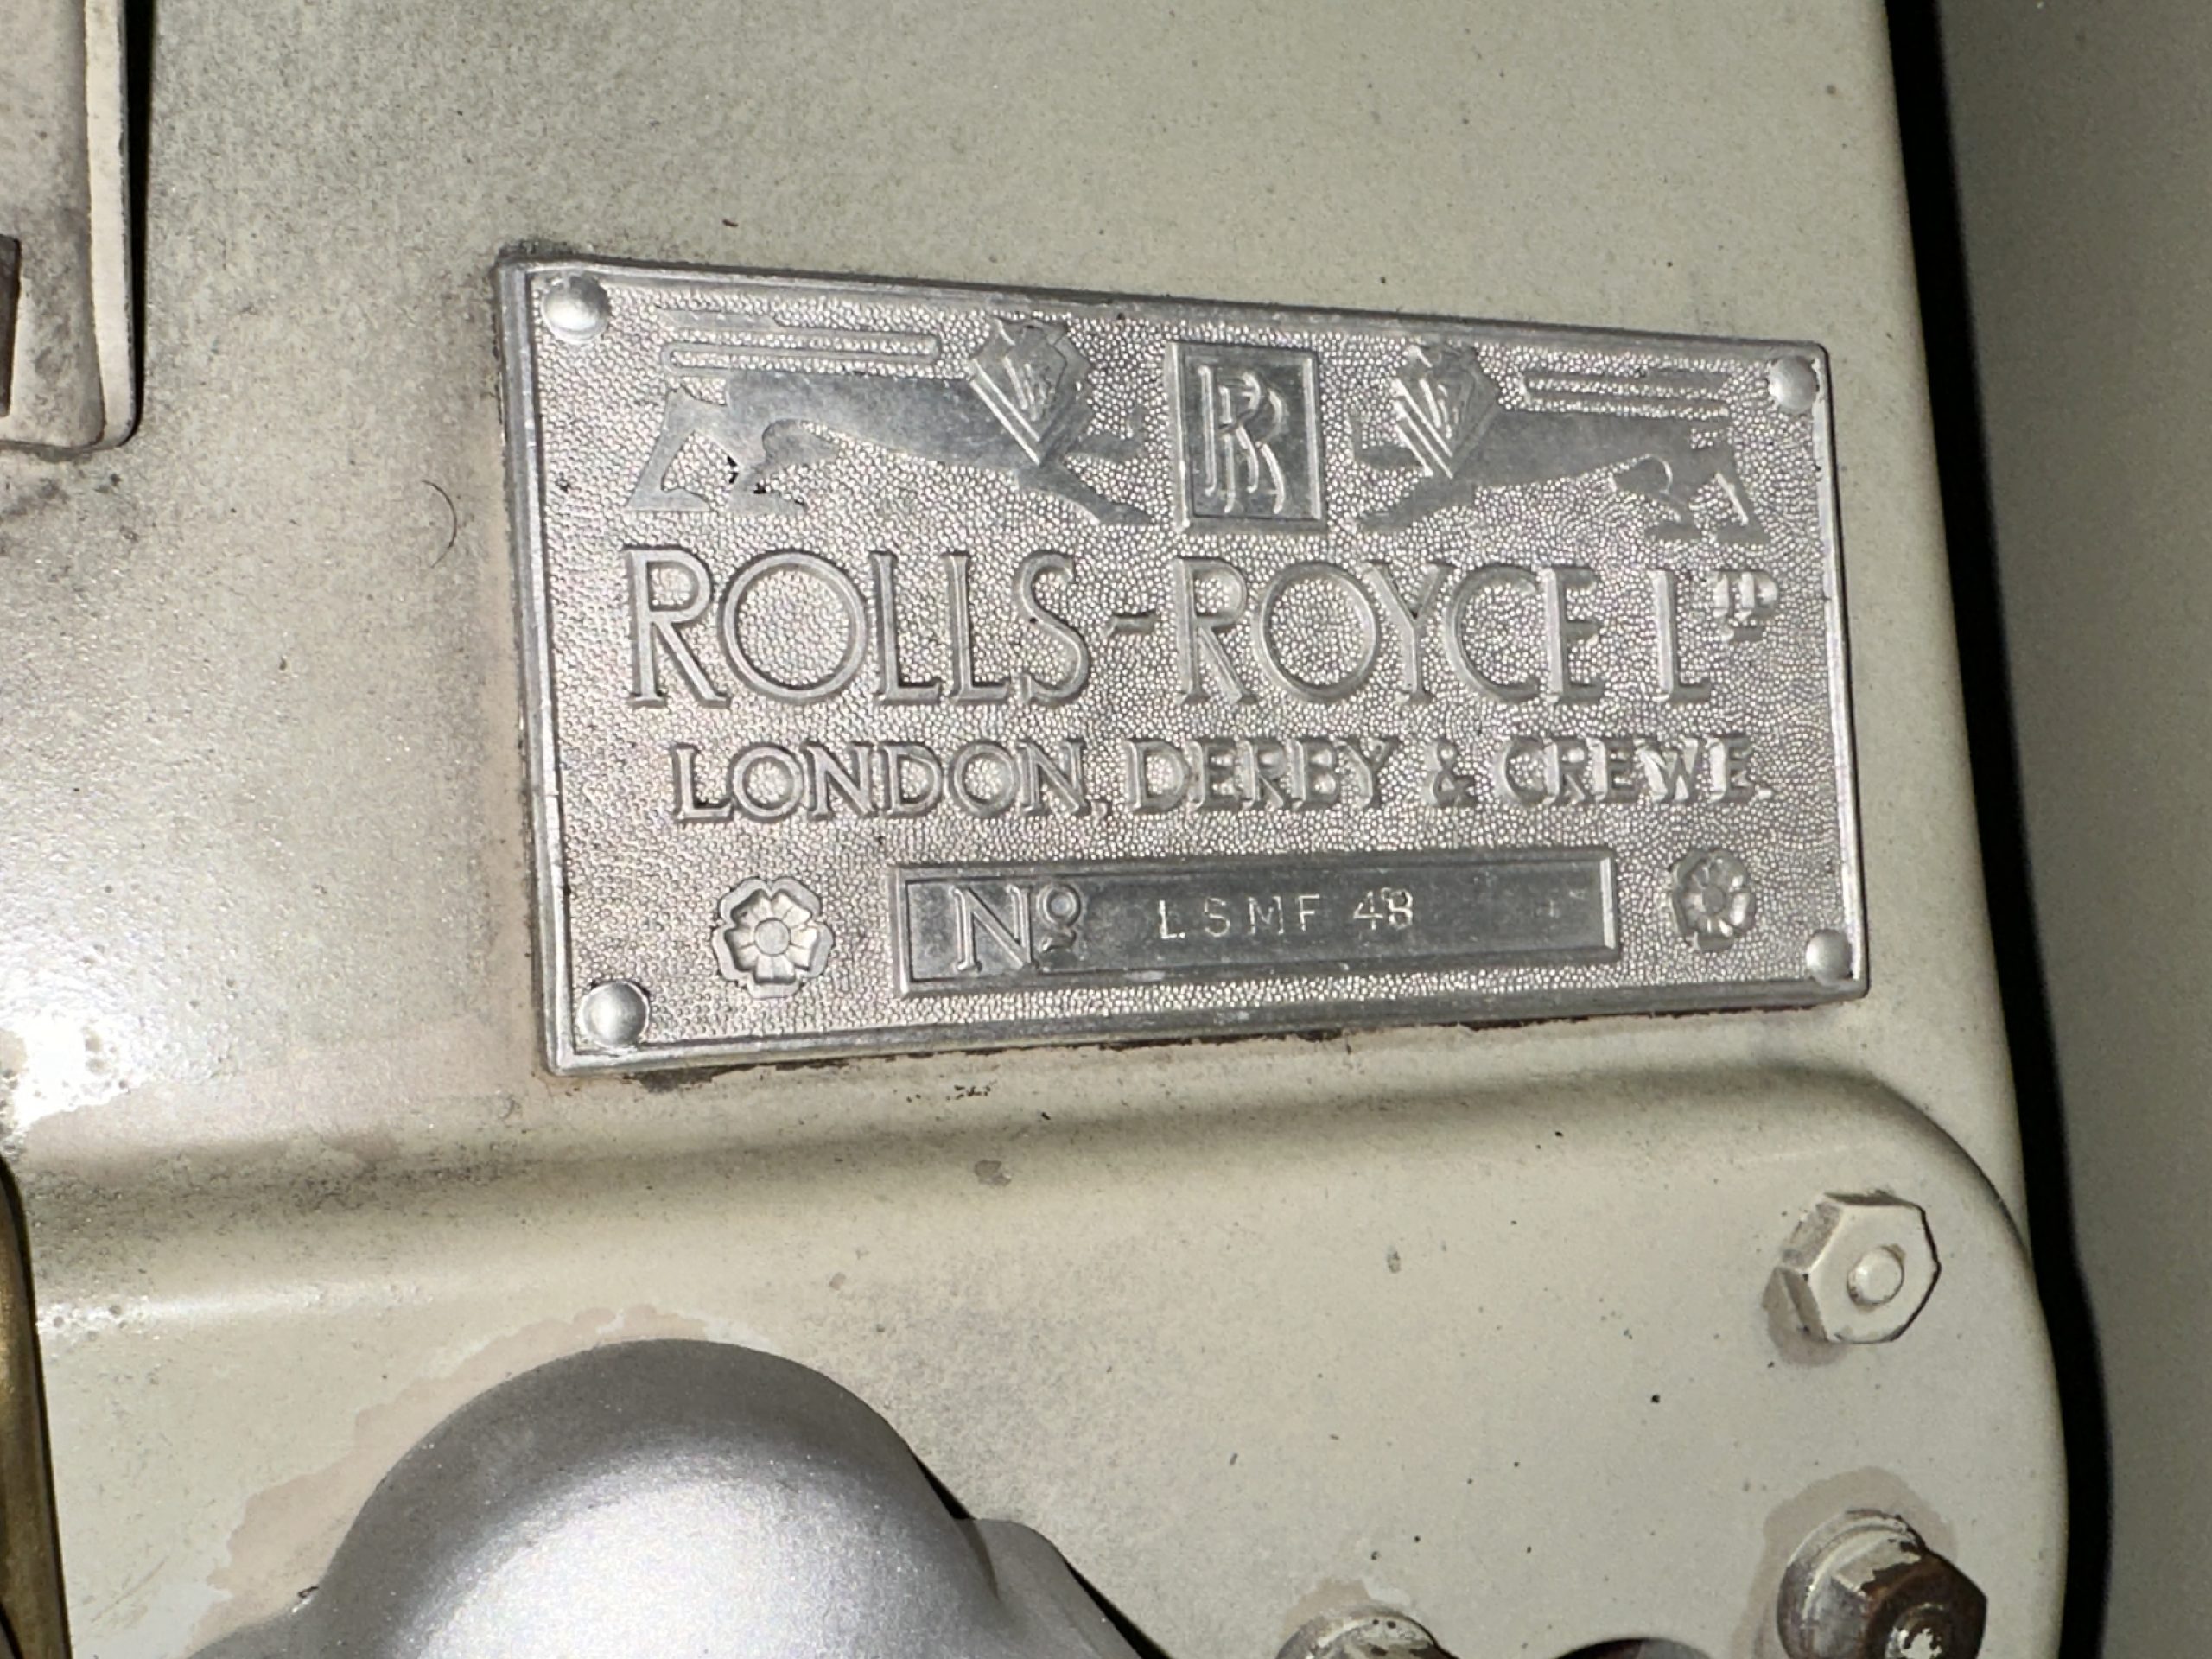 RR
ROLLS-ROYCE LTD
LONDON, DERBY & CREWE.
No LSMF 48